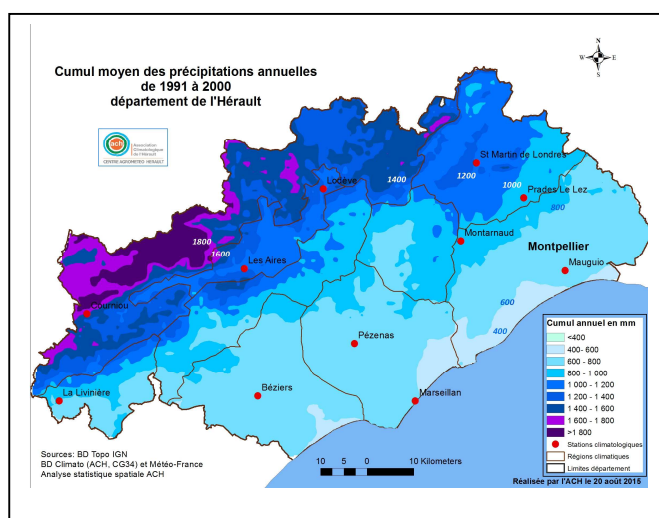 Cumul moyen des précipitations annuelles
de 1991 à 2000
département de l'Hérault
N
W
E
S
ach
Association
Climatologique
de l'Hérault
CENTRE AGROMETEO HERAULT
St Martin de Londres
1200
1400
Lodève
1000
Prades Le Lez
800
Montarnaud
1800
Montpellier
1600
Les Aires
Mauguio
600
Courniou
400
Pézenas
Béziers
Marseillan
La Livinière
Cumul annuel en mm
<400
400- 600
600 - 800
800 - 1 000
1 000 - 1 200
1 200 - 1 400
1 400 - 1 600
1 600 - 1 800
>1 800
Stations climatologiques
Régions climatiques
Limites département
Sources: BD Topo IGN
BD Climato (ACH, CG34) et Météo-France
Analyse statistique spatiale ACH
10 5 0 10 Kilometers
Réalisée par l'ACH le 20 août 2015